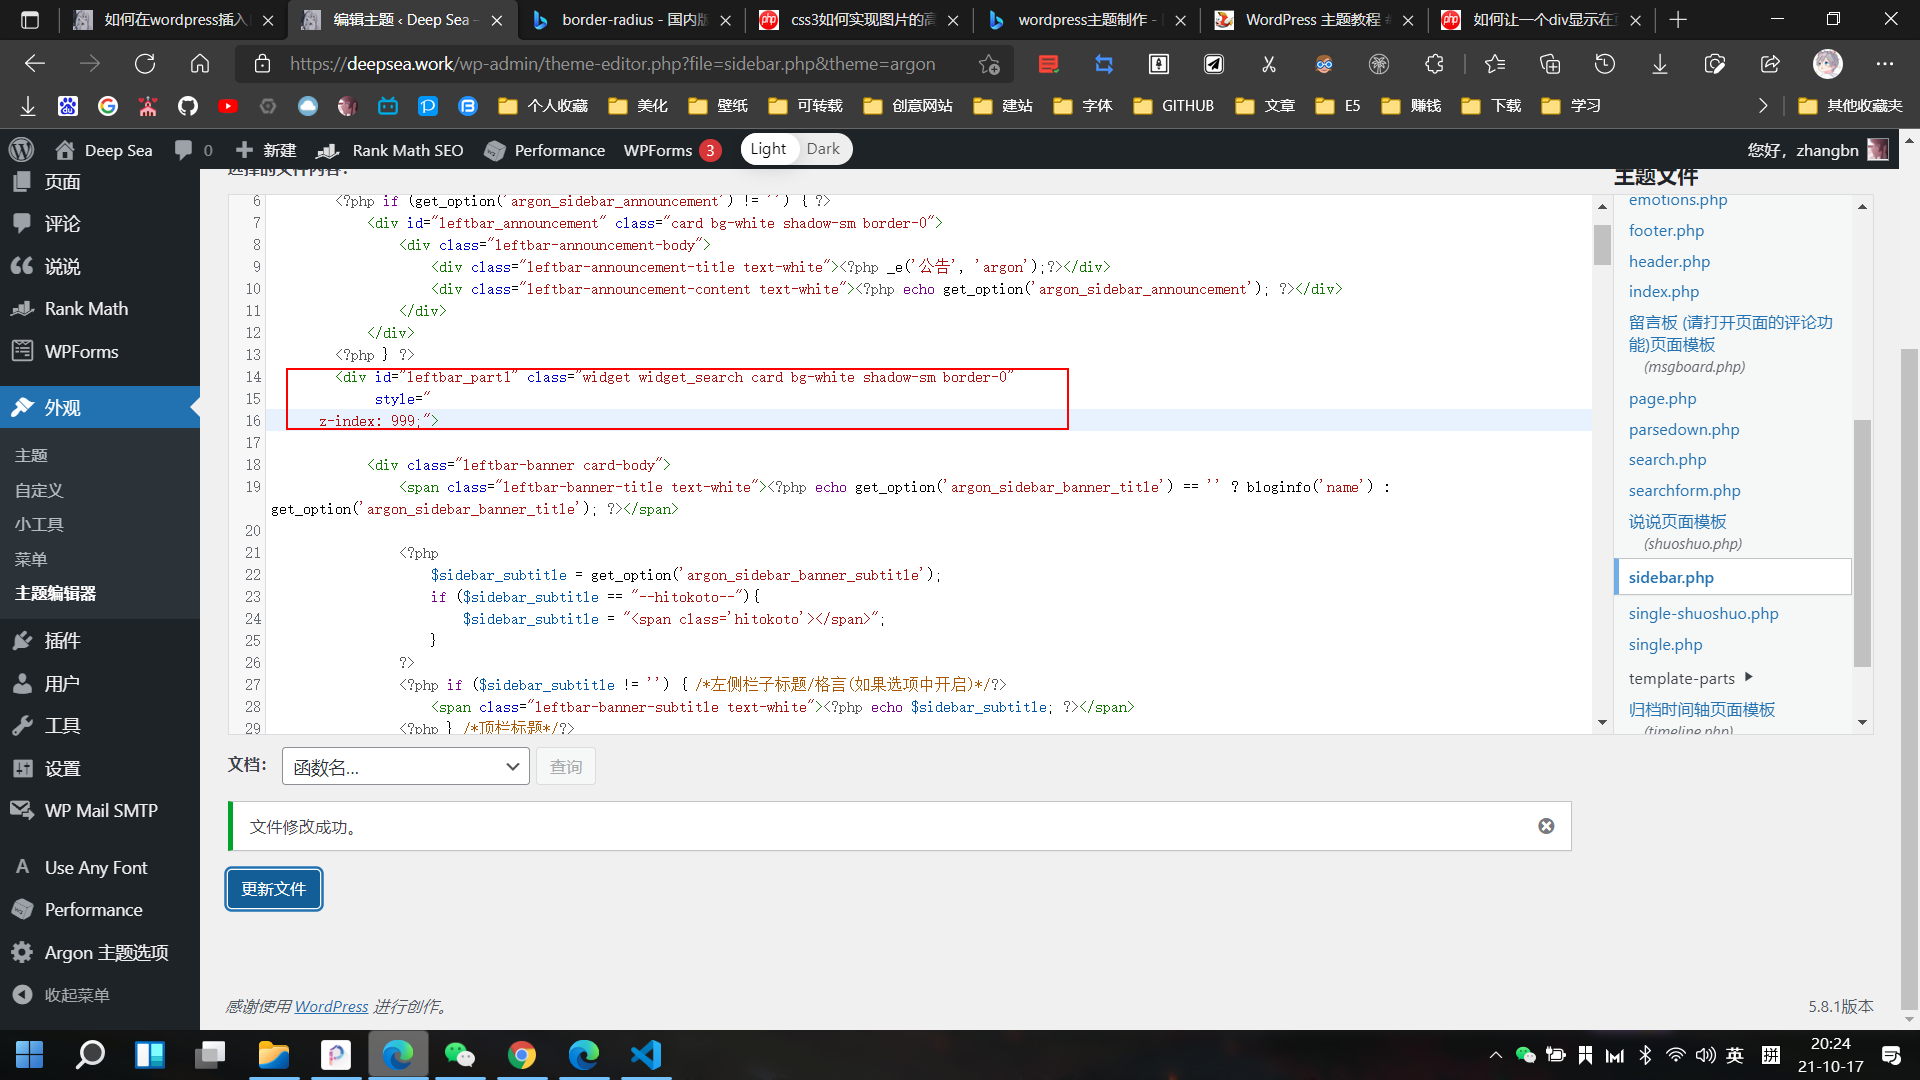 如何在wordpress插入
编辑主题 ‹ Deep Sea –
border-radius - 国内版
css3如何实现图片的高
wordpress主题制作 -
WordPress 主题教程 #
如何让一个div显示在
https://deepsea.work/wp-admin/theme-editor.php?file=sidebar.php&theme=argon
个人收藏
美化
壁纸
可转载
创意网站
建站
字体
GITHUB
文章
E5
赚钱
下载
学习
其他收藏夹
Deep Sea
0
新建
Rank Math SEO
Performance
WPForms 3
Light Dark
您好，zhangbn
页面
评论
说说
Rank Math
WPForms
外观
主题
自定义
小工具
菜单
主题编辑器
插件
用户
工具
设置
WP Mail SMTP
Use Any Font
Performance
Argon 主题选项
收起菜单
选择的文件内容：
6 <?php if (get_option('argon_sidebar_announcement') != '') { ?>
7 <div id="leftbar_announcement" class="card bg-white shadow-sm border-0">
8 <div class="leftbar-announcement-body">
9 <div class="leftbar-announcement-title text-white"><?php _e('公告', 'argon');?></div>
10 <div class="leftbar-announcement-content text-white"><?php echo get_option('argon_sidebar_announcement'); ?></div>
11 </div>
12 </div>
13 <?php } ?>
14 <div id="leftbar_part1" class="widget widget_search card bg-white shadow-sm border-0"
15 style="
16 z-index: 999;">
17
18 <div class="leftbar-banner card-body">
19 <span class="leftbar-banner-title text-white"><?php echo get_option('argon_sidebar_banner_title') == '' ? bloginfo('name') :
get_option('argon_sidebar_banner_title'); ?></span>
20
21 <?php
22 $sidebar_subtitle = get_option('argon_sidebar_banner_subtitle');
23 if ($sidebar_subtitle == "--hitokoto--"){
24 $sidebar_subtitle = "<span class='hitokoto'></span>";
25 }
26 ?>
27 <?php if ($sidebar_subtitle != '') { /*左侧栏子标题/格言(如果选项中开启)*/?>
28 <span class="leftbar-banner-subtitle text-white"><?php echo $sidebar_subtitle; ?></span>
29 <?php } /*顶栏标题*/?>
主题文件
emotions.php
footer.php
header.php
index.php
留言板 (请打开页面的评论功
能)页面模板
(msgboard.php)
page.php
parsedown.php
search.php
searchform.php
说说页面模板
(shuoshuo.php)
sidebar.php
single-shuoshuo.php
single.php
template-parts
归档时间轴页面模板
(timeline.php)
文档：
函数名...
查询
文件修改成功。
更新文件
感谢使用 WordPress 进行创作。
5.8.1版本
英
拼
20:24
21-10-17